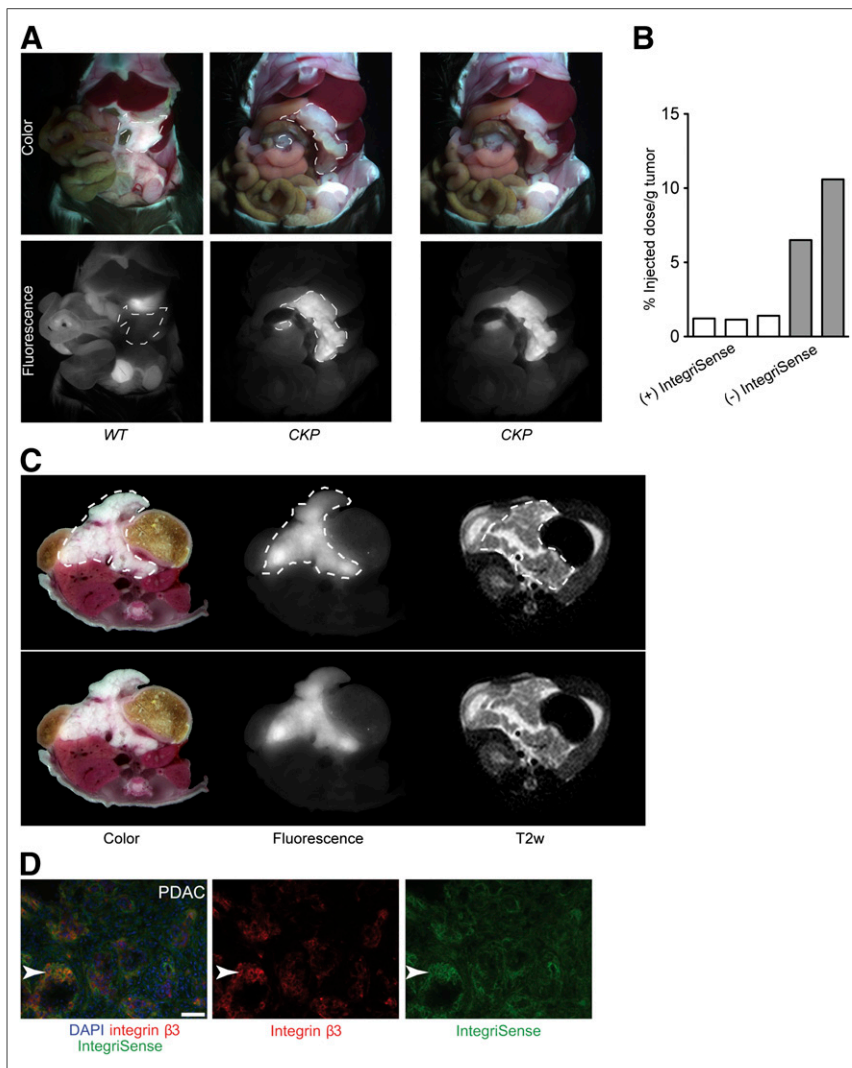 A
B
Color
Fluorescence
WT
CKP
CKP
% Injected dose/g tumor
15
10
5
0
(+) IntegriSense
(-) IntegriSense
C
Color
Fluorescence
T2w
D
PDAC
DAPI integrin β3
IntegriSense
Integrin β3
IntegriSense